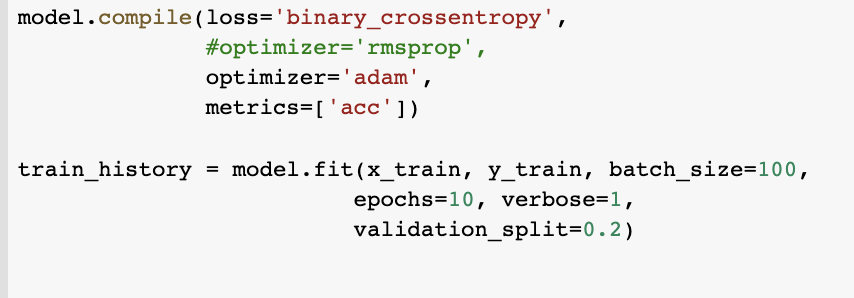 model.compile(loss='binary_crossentropy',
#optimizer='rmsprop',
optimizer='adam',
metrics=['acc'])
train_history = model.fit(x_train, y_train, batch_size=100,
epochs=10, verbose=1,
validation_split=0.2)